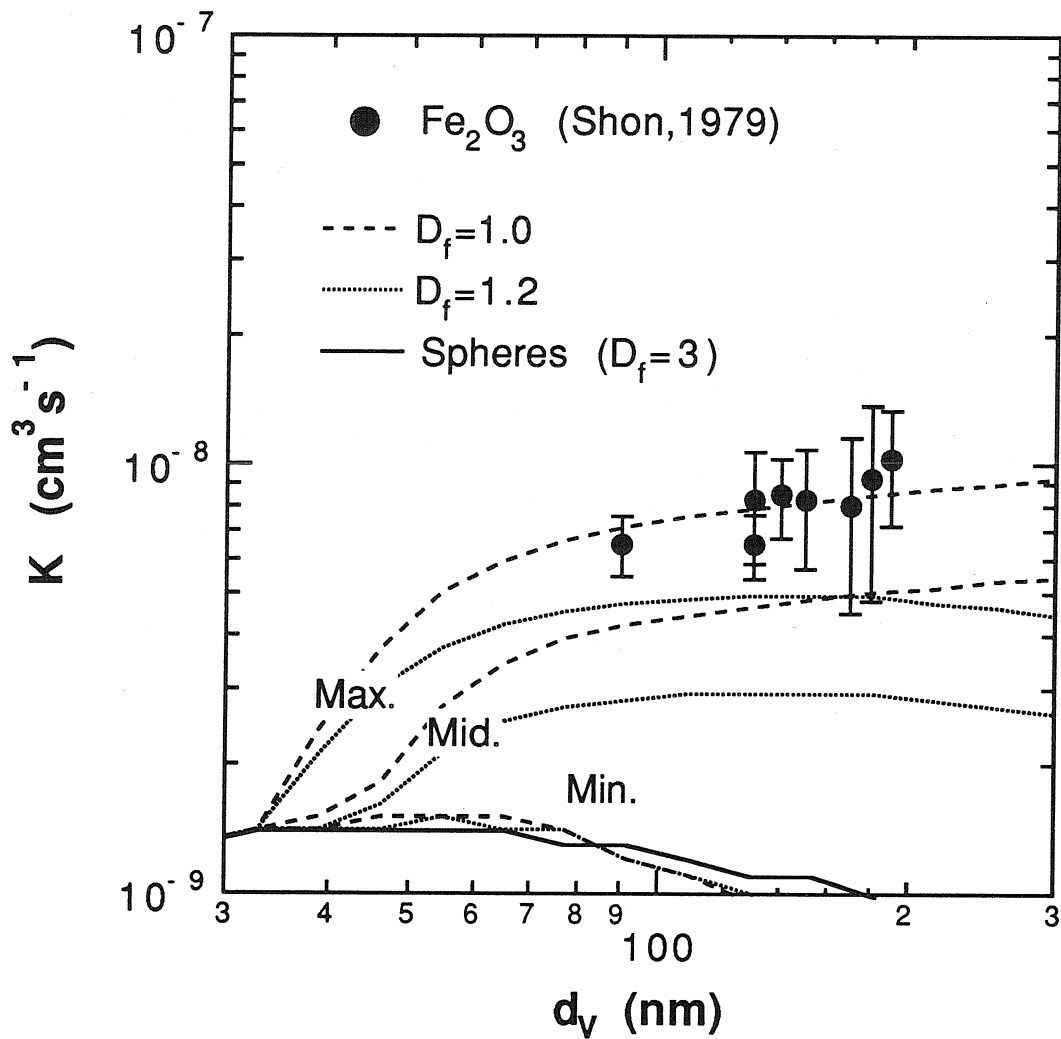 10⁻⁷
Fe₂O₃ (Shon,1979)
D_f=1.0
D_f=1.2
Spheres (D_f=3)
K (cm³s⁻¹)
10⁻⁸
Max.
Mid.
Min.
10⁻⁹
3 4 5 6 7 8 9 2 3
100
d_V (nm)